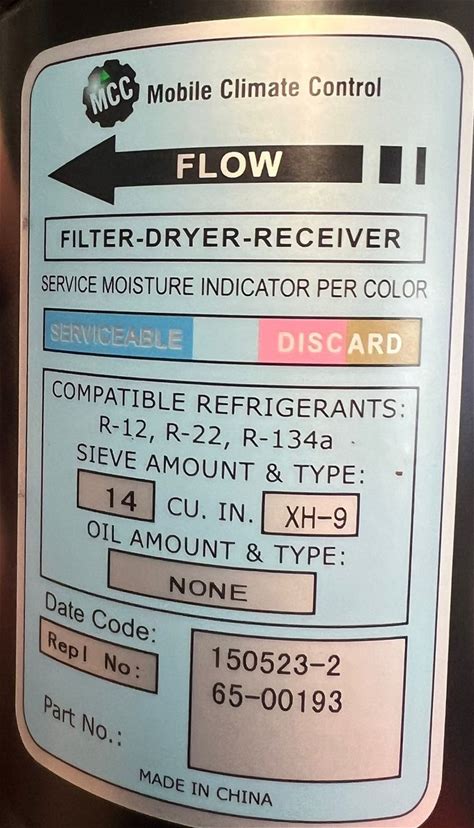 MCC Mobile Climate Control
FLOW
FILTER-DRYER-RECEIVER
SERVICE MOISTURE INDICATOR PER COLOR
SERVICEABLE DISCARD
COMPATIBLE REFRIGERANTS:
R-12, R-22, R-134a
SIEVE AMOUNT & TYPE:
14 CU. IN. XH-9
OIL AMOUNT & TYPE:
NONE
Date Code: 150523-2
Repl No: 65-00193
Part No.:
MADE IN CHINA